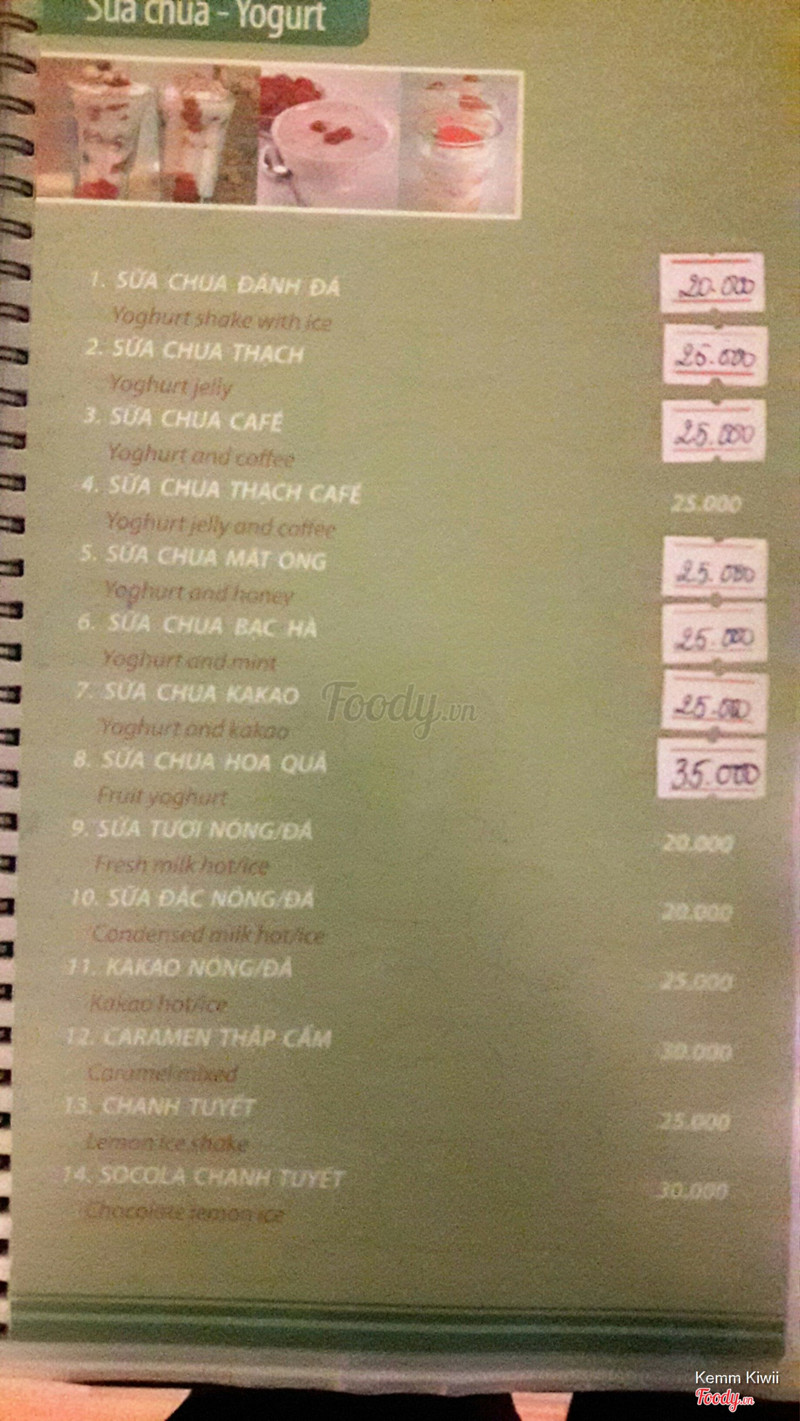 Sữa chua - Yogurt
1. SỮA CHUA ĐÁNH ĐÁ 20.000
Yoghurt shake with ice
2. SỮA CHUA THẠCH 25.000
Yoghurt jelly
3. SỮA CHUA CAFÉ 25.000
Yoghurt and coffee
4. SỮA CHUA THẠCH CAFÉ 25.000
Yoghurt jelly and coffee
5. SỮA CHUA MẬT ONG 25.000
Yoghurt and honey
6. SỮA CHUA BẠC HÀ 25.000
Yoghurt and mint
7. SỮA CHUA KAKAO 25.000
Yoghurt and kakao
8. SỮA CHUA HOA QUẢ 35.000
Fruit yoghurt
9. SỮA TƯƠI NÓNG/ĐÁ 20.000
Fresh milk hot/ice
10. SỮA ĐẶC NÓNG/ĐÁ 20.000
Condensed milk hot/ice
11. KAKAO NÓNG/ĐÁ 25.000
Kakao hot/ice
12. CARAMEN THẬP CẨM 30.000
Caramel mixed
13. CHANH TUYẾT 25.000
Lemon ice shake
14. SOCOLA CHANH TUYẾT 30.000
Chocolate lemon ice
Foody.vn
Kemm Kiwii
Foody.vn